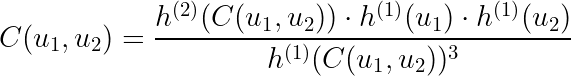 C(u_1, u_2) = \frac{h^{(2)}(C(u_1, u_2)) \cdot h^{(1)}(u_1) \cdot h^{(1)}(u_2)}{h^{(1)}(C(u_1, u_2))^3}